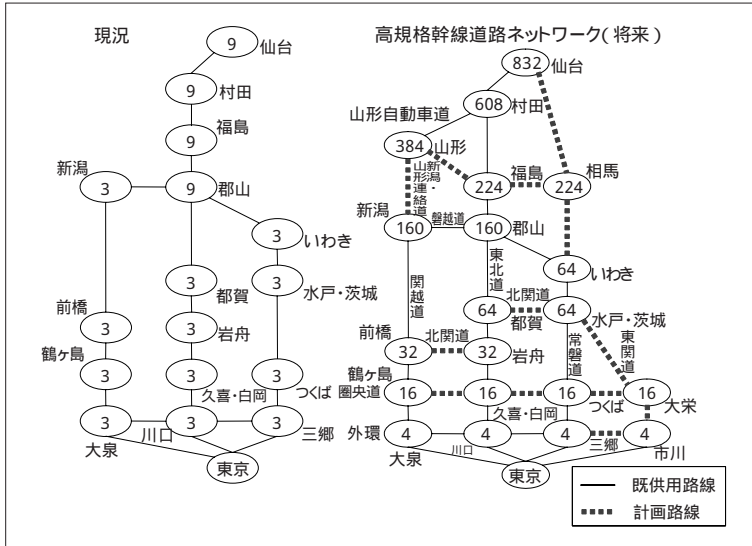 現況
9
仙台
9
村田
9
福島
新潟
3
9
郡山
3
いわき
3
都賀
3
水戸・茨城
前橋
3
3
岩舟
鶴ヶ島
3
3
久喜・白岡
3
つくば
3
大泉
川口
3
3
三郷
東京
高規格幹線道路ネットワーク(将来)
832
仙台
608
村田
山形自動車道
384
山形
新潟・
山形連絡道
224
福島
224
相馬
新潟
160
磐越道
160
郡山
64
いわき
関越道
東北道
64
都賀
北関道
64
水戸・茨城
前橋
32
北関道
32
岩舟
常磐道
東関道
鶴ヶ島
圏央道
16
16
久喜・白岡
16
つくば
16
大栄
外環
4
大泉
川口
4
4
三郷
4
市川
東京
既供用路線
計画路線